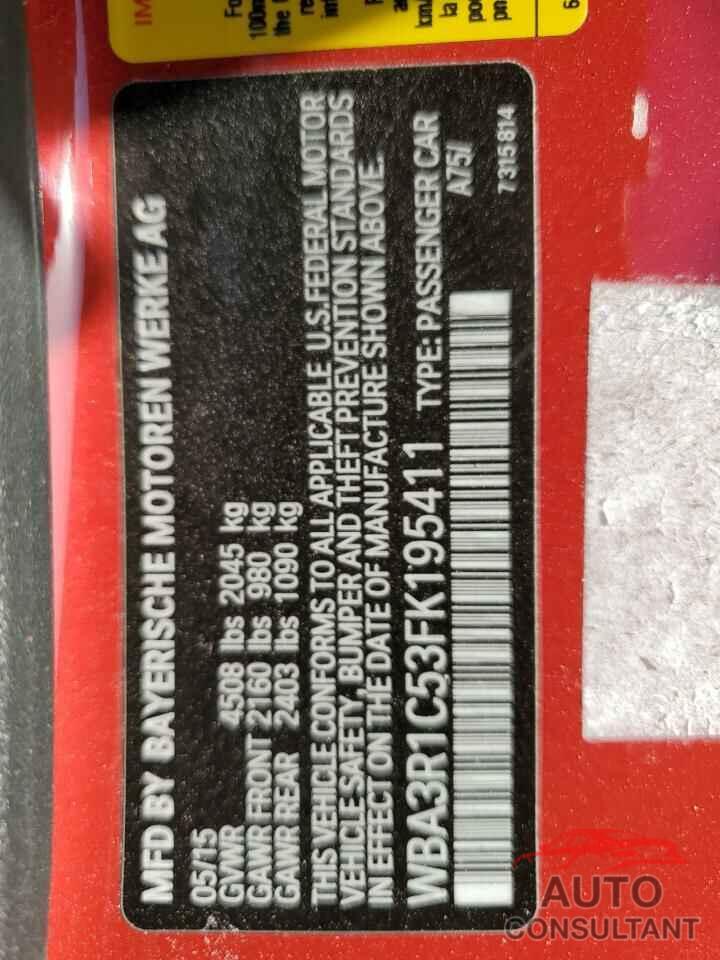 MFD BY BAYERISCHE MOTOREN WERKE AG
05/15
GVWR 4508 lbs 2045 kg
GAWR FRONT 2160 lbs 980 kg
GAWR REAR 2403 lbs 1090 kg
THIS VEHICLE CONFORMS TO ALL APPLICABLE U.S. FEDERAL MOTOR
VEHICLE SAFETY, BUMPER AND THEFT PREVENTION STANDARDS
IN EFFECT ON THE DATE OF MANUFACTURE SHOWN ABOVE.
WBA3R1C53FK195411 TYPE: PASSENGER CAR
A75/
7315814
AUTO
CONSULTANT